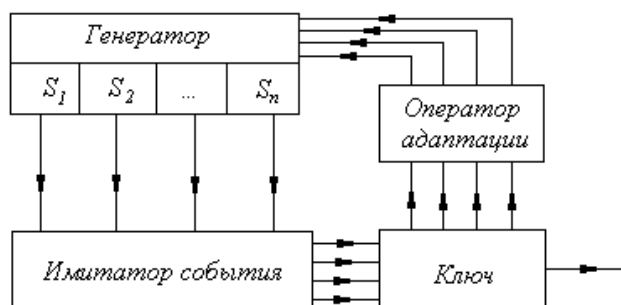 Генератор
S1 S2 ... Sn
Оператор
адаптации
Имитатор события
Ключ